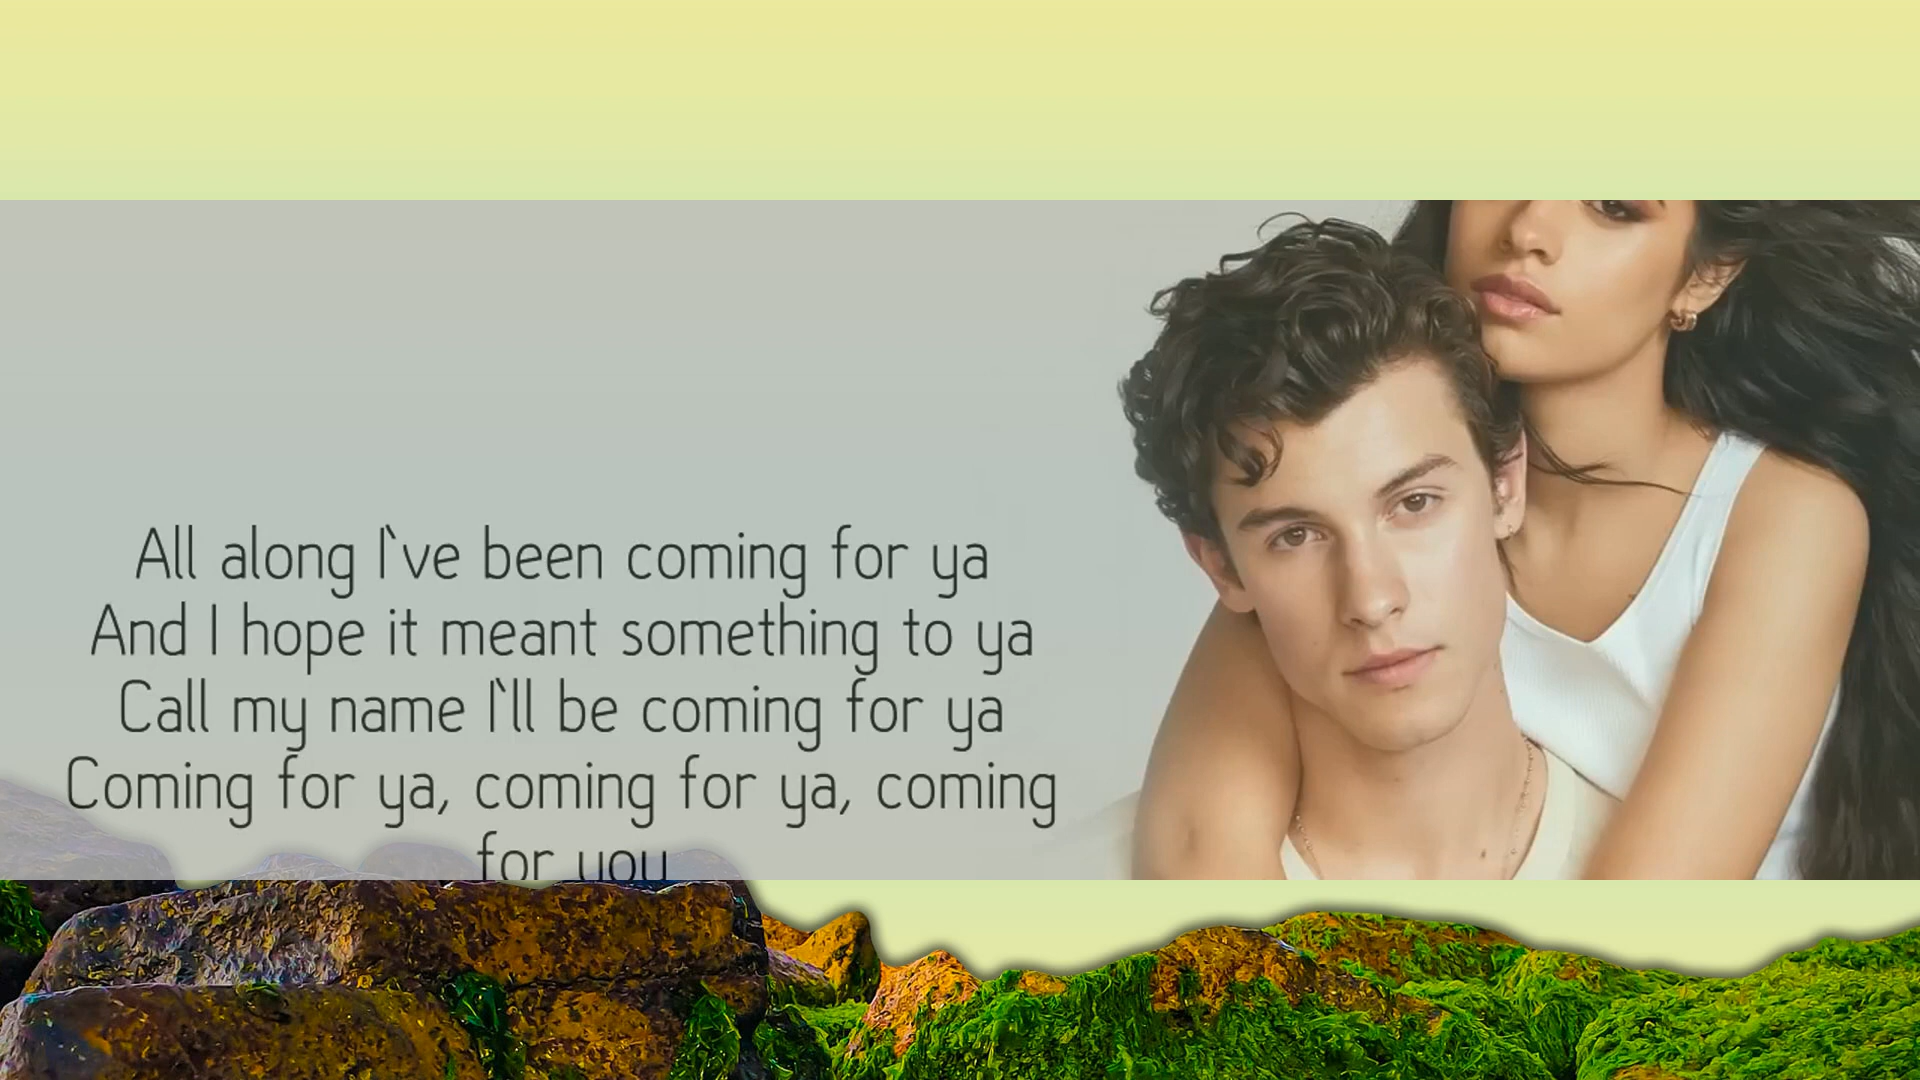 All along I`ve been coming for ya
And I hope it meant something to ya
Call my name I`ll be coming for ya
Coming for ya, coming for ya, coming
for you